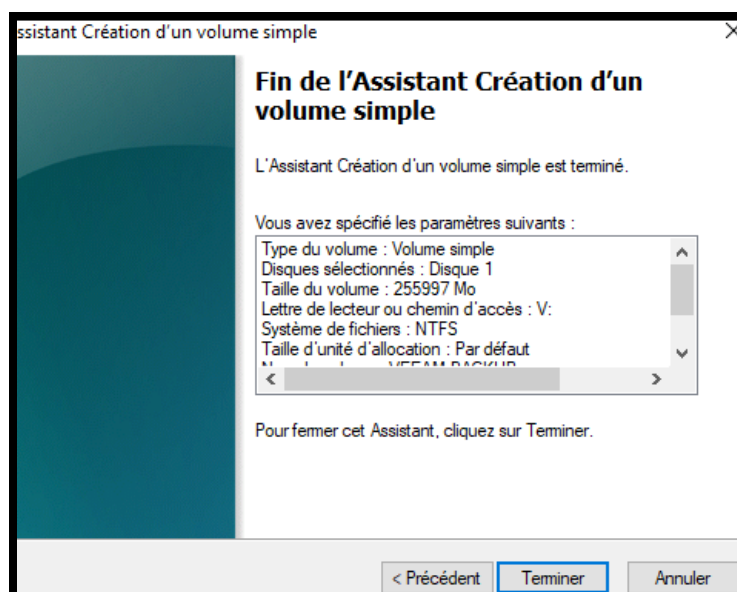 ssistant Création d'un volume simple
Fin de l'Assistant Création d'un
volume simple
L'Assistant Création d'un volume simple est terminé.
Vous avez spécifié les paramètres suivants :
Type du volume : Volume simple
Disques sélectionnés : Disque 1
Taille du volume : 255997 Mo
Lettre de lecteur ou chemin d'accès : V:
Système de fichiers : NTFS
Taille d'unité d'allocation : Par défaut
VEEAM BACKUP
Pour fermer cet Assistant, cliquez sur Terminer.
< Précédent Terminer Annuler